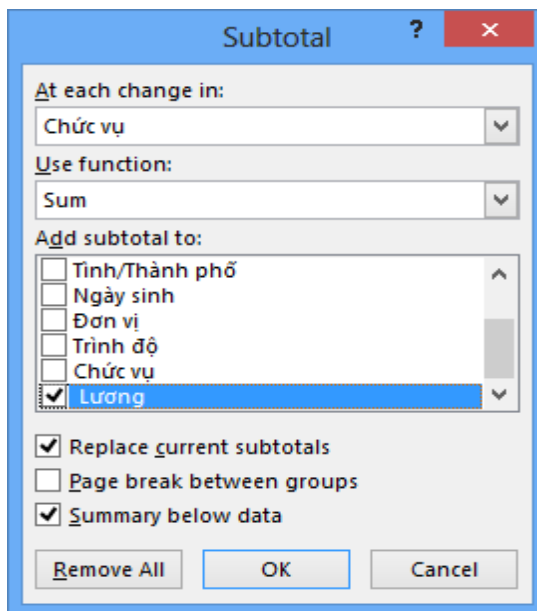 Subtotal ?
At each change in:
Chức vụ
Use function:
Sum
Add subtotal to:
Tỉnh/Thành phố
Ngày sinh
Đơn vị
Trình độ
Chức vụ
Lương
Replace current subtotals
Page break between groups
Summary below data
Remove All OK Cancel